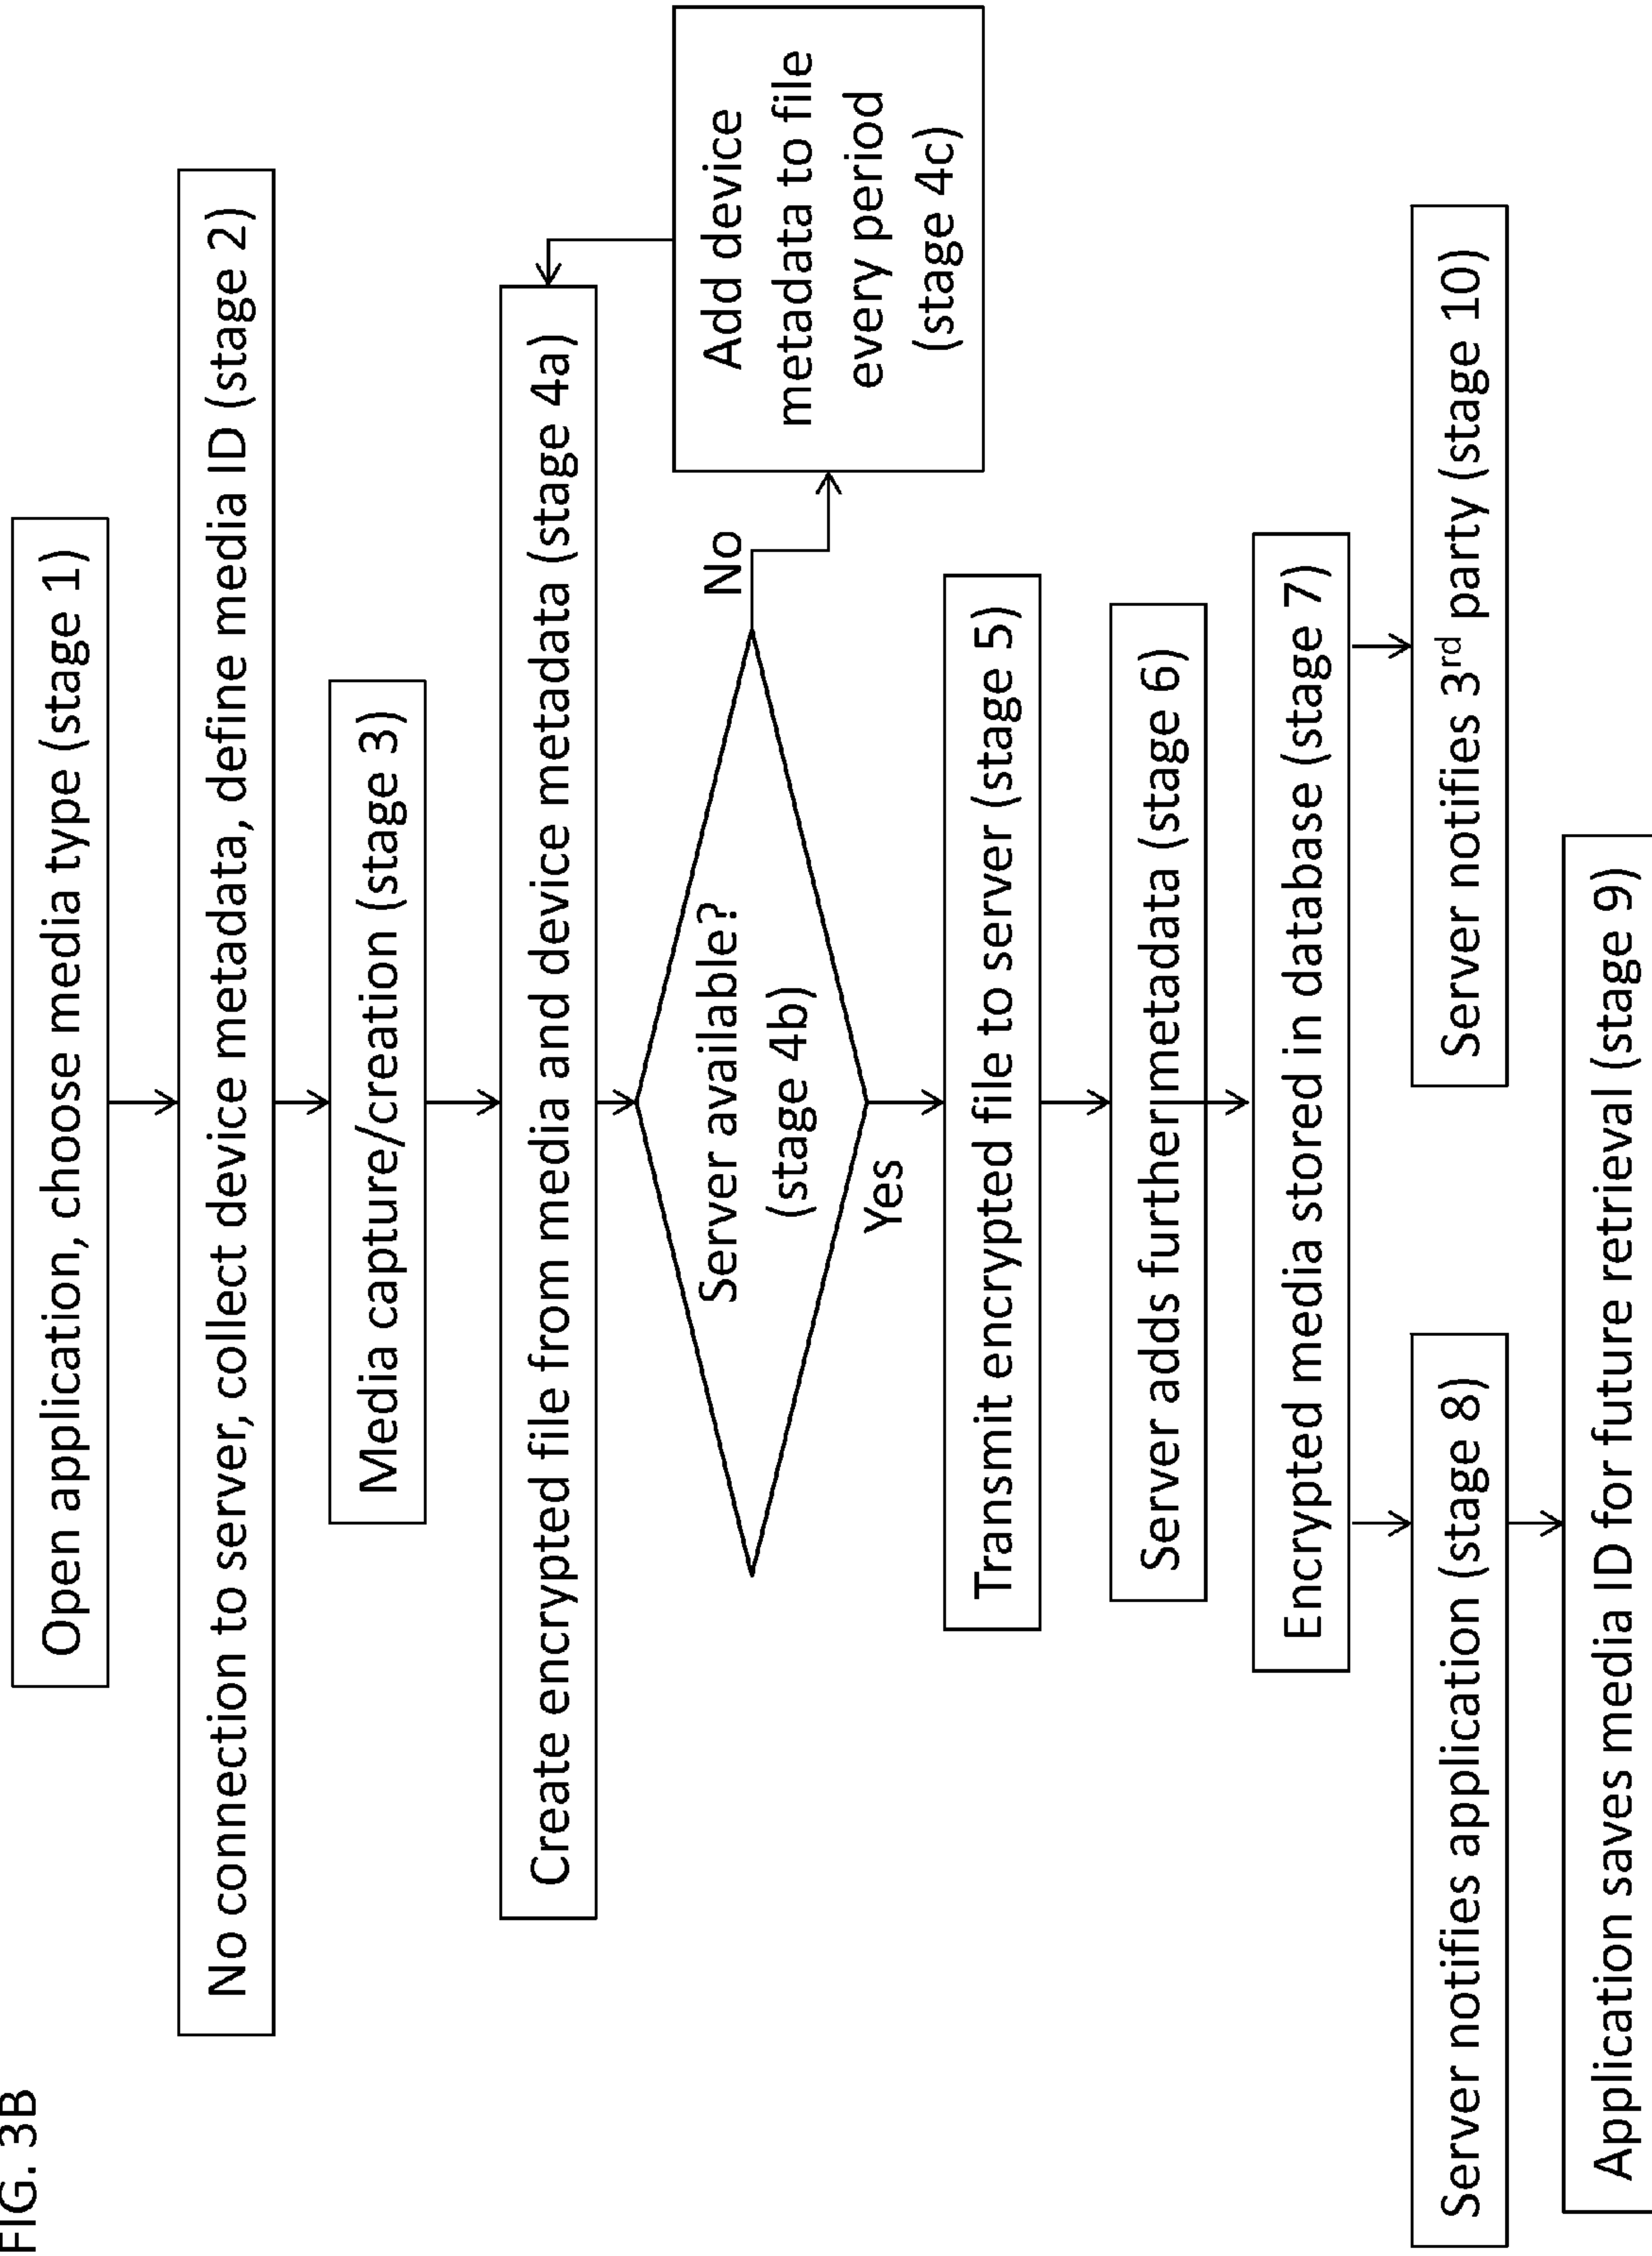 FIG. 3B
Open application, choose media type (stage 1)
No connection to server, collect device metadata, define media ID (stage 2)
Media capture/creation (stage 3)
Create encrypted file from media and device metadata (stage 4a)
Server available?
(stage 4b)
No
Add device
metadata to file
every period
(stage 4c)
Yes
Transmit encrypted file to server (stage 5)
Server adds further metadata (stage 6)
Encrypted media stored in database (stage 7)
Server notifies application (stage 8)
Server notifies 3rd party (stage 10)
Application saves media ID for future retrieval (stage 9)